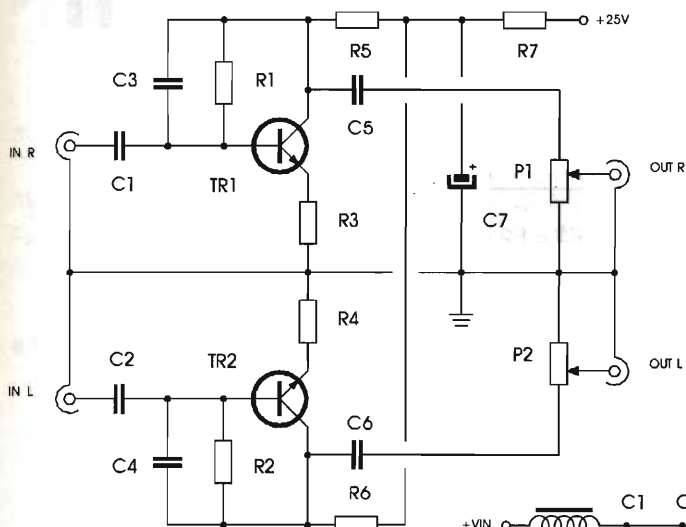 +25V
R5
R7
C3
R1
C5
IN R
C1
TR1
P1
OUT R
R3
C7
+
R4
C2
TR2
P2
IN L
OUT L
C6
C4
R2
R6
+VIN
C1
C